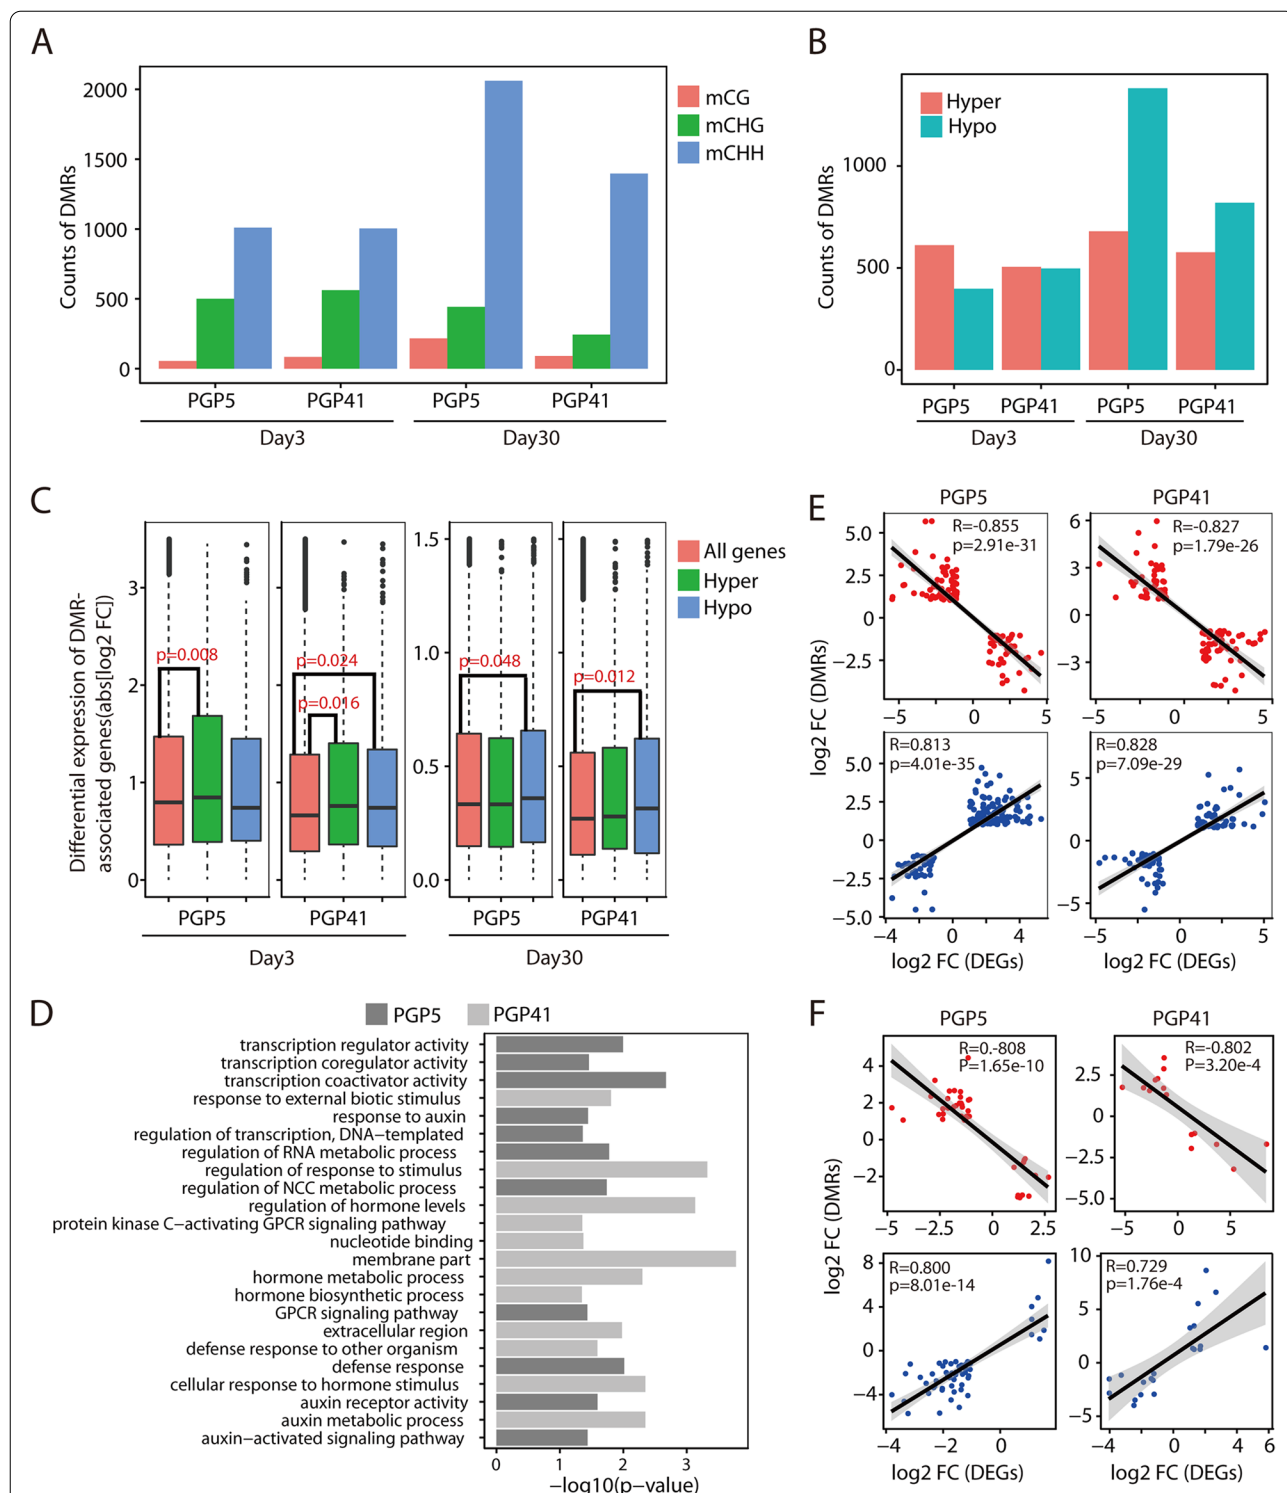 A
Counts of DMRs
2000
1500
1000
500
0
mCG
mCHG
mCHH
PGP5
PGP41
PGP5
PGP41
Day3
Day30
B
Counts of DMRs
1000
500
0
Hyper
Hypo
PGP5
PGP41
PGP5
PGP41
Day3
Day30
C
Differential expression of DMR-
associated genes(abs[log2 FC])
3
2
1
0
p=0.008
p=0.024
p=0.016
1.5
1.0
0.5
0.0
p=0.048
p=0.012
All genes
Hyper
Hypo
PGP5
PGP41
PGP5
PGP41
Day3
Day30
D
PGP5
PGP41
transcription regulator activity
transcription coregulator activity
transcription coactivator activity
response to external biotic stimulus
response to auxin
regulation of transcription, DNA−templated
regulation of RNA metabolic process
regulation of response to stimulus
regulation of NCC metabolic process
regulation of hormone levels
protein kinase C−activating GPCR signaling pathway
nucleotide binding
membrane part
hormone metabolic process
hormone biosynthetic process
GPCR signaling pathway
extracellular region
defense response to other organism
defense response
cellular response to hormone stimulus
auxin receptor activity
auxin metabolic process
auxin−activated signaling pathway
0 1 2 3
−log10(p−value)
E
PGP5
PGP41
log2 FC (DMRs)
5.0
2.5
0
−2.5
R=-0.855
p=2.91e-31
−5 −2.5 0 2.5 5
6
3
0
−3
R=-0.827
p=1.79e-26
−5 0 5
5.0
2.5
0
−2.5
−5.0
R=0.813
p=4.01e-35
−4 0 4
log2 FC (DEGs)
5
0
−5
R=0.828
p=7.09e-29
−5 0 5
log2 FC (DEGs)
F
PGP5
PGP41
log2 FC (DMRs)
4
2
0
−2
R=0.-808
P=1.65e-10
−5 −2.5 0 2.5
2.5
0
−2.5
−5.0
R=-0.802
P=3.20e-4
−5 0 5
8
4
0
−4
R=0.800
p=8.01e-14
−4 −2 0 2
log2 FC (DEGs)
10
5
0
−5
R=0.729
p=1.76e-4
−4 −2 0 2 4 6
log2 FC (DEGs)